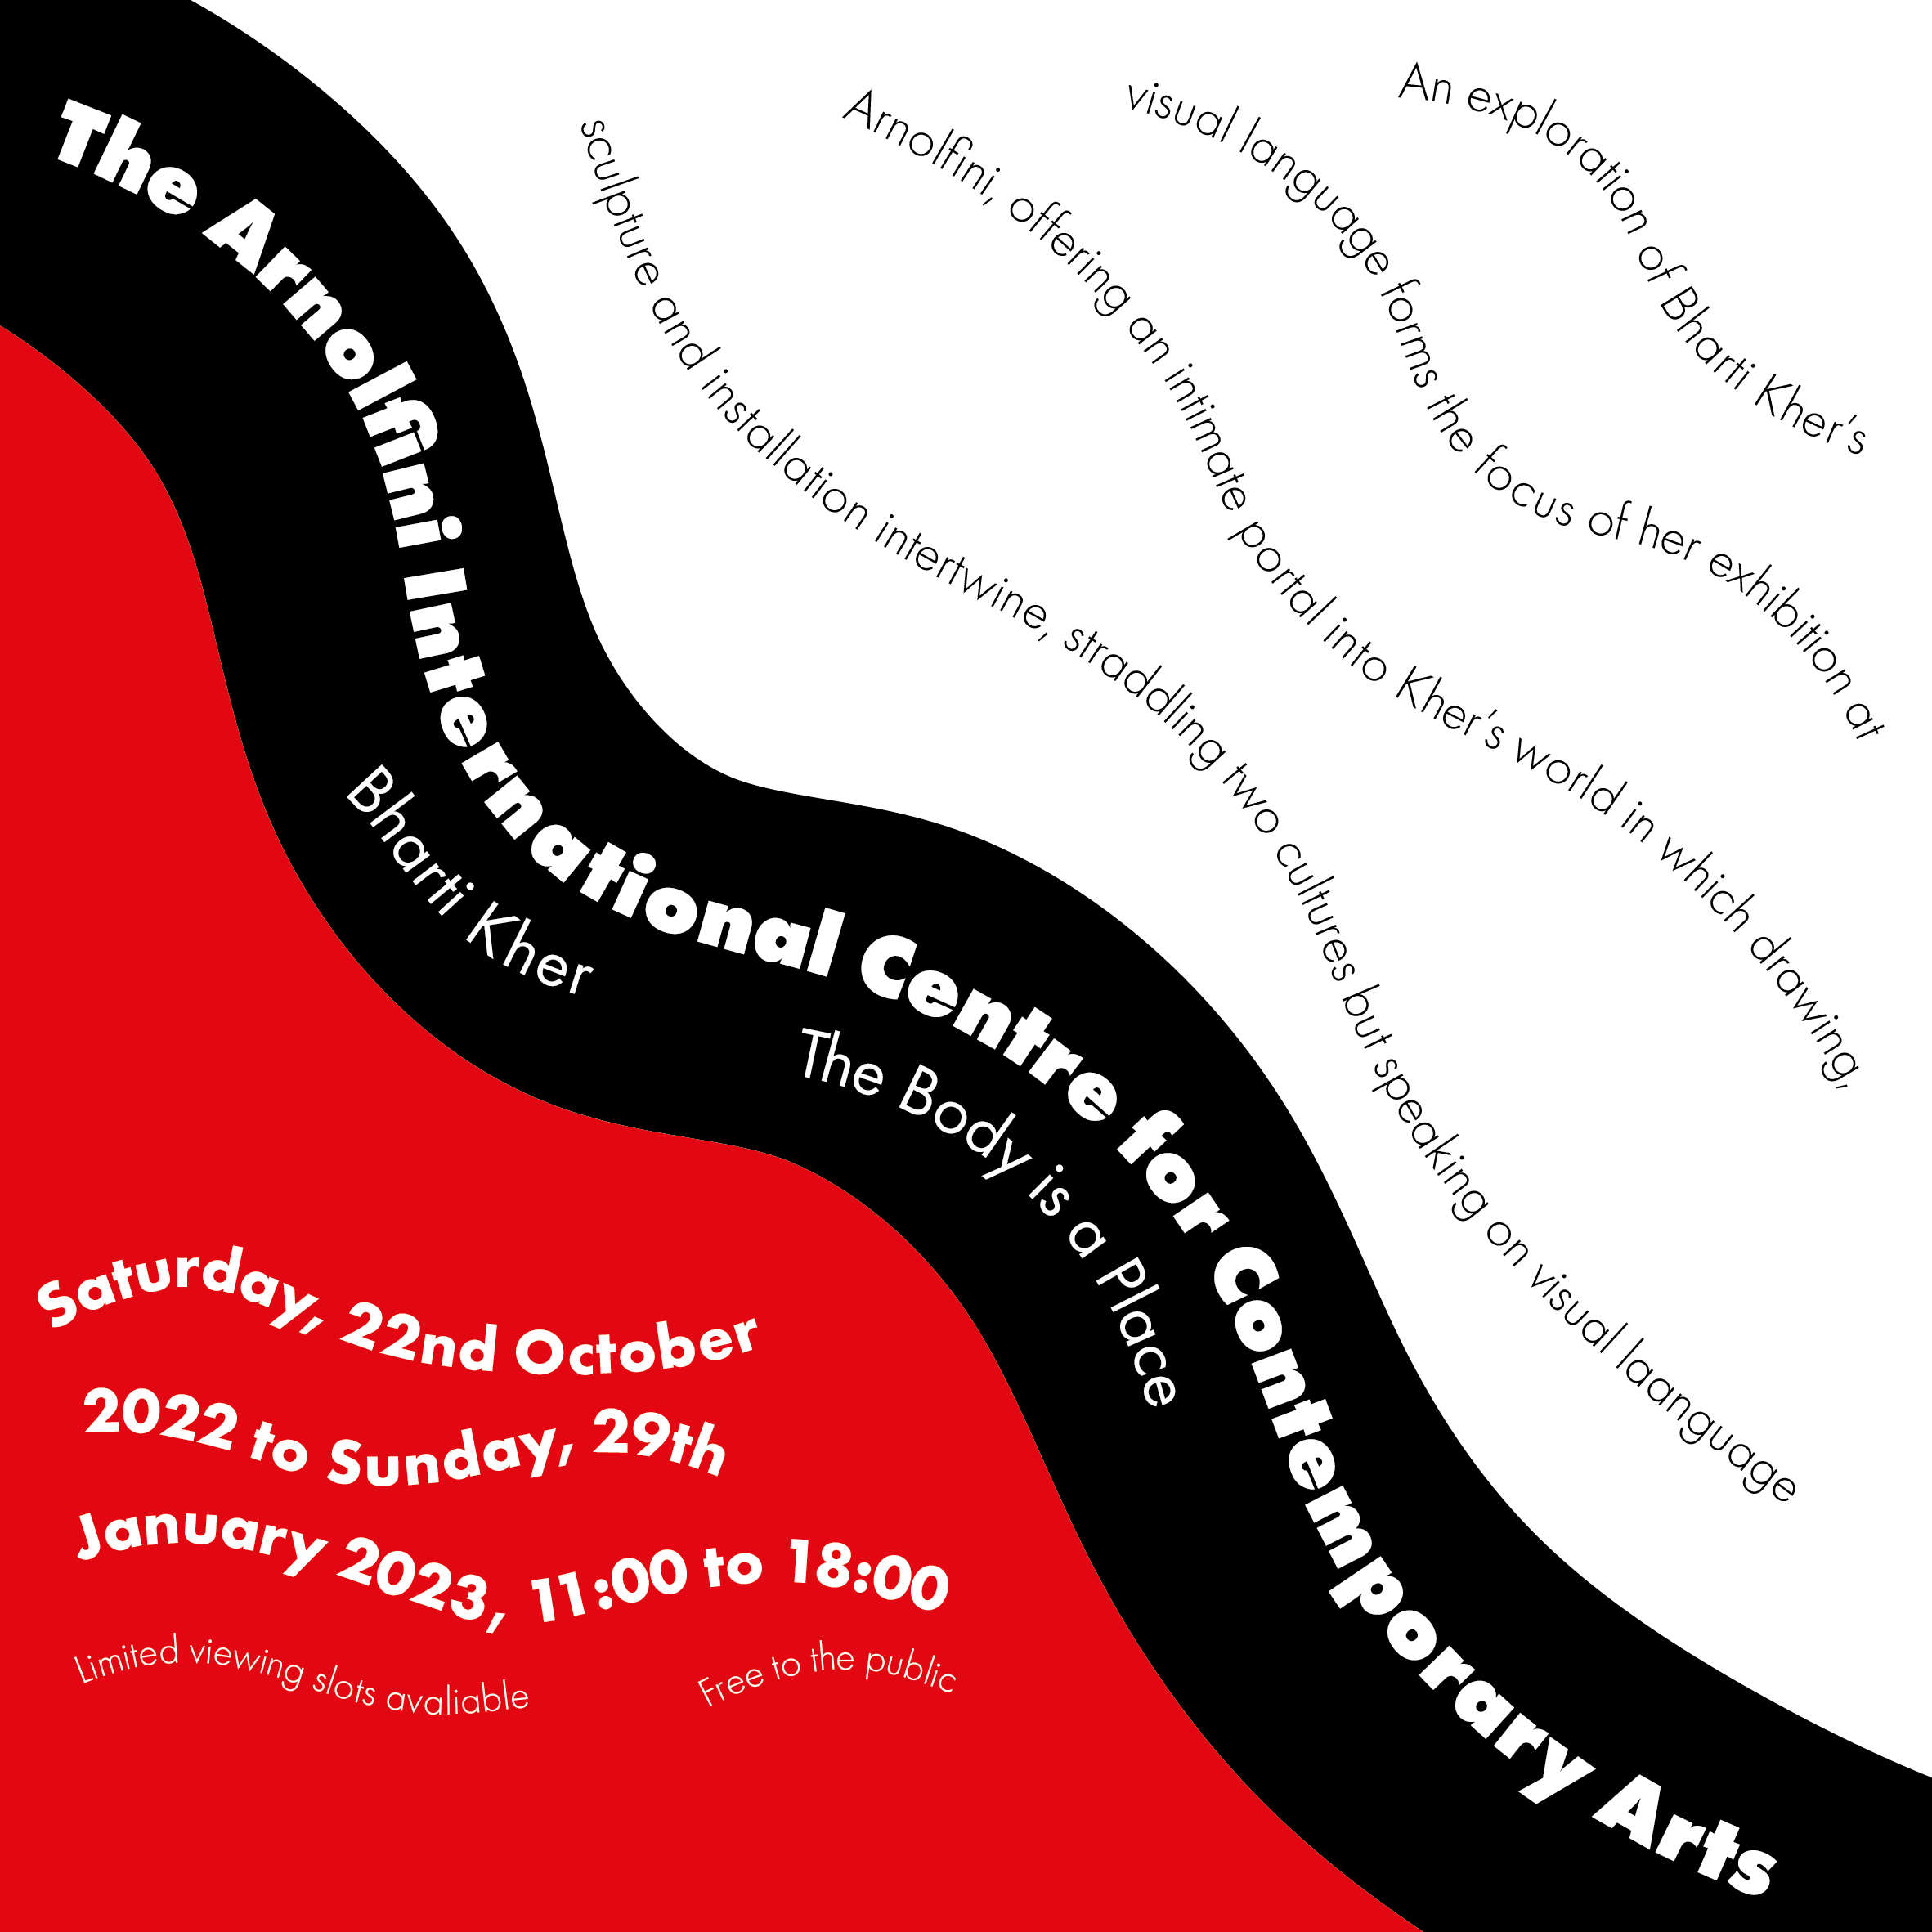 The Arnolfini International Centre for Contemporary Arts
Bharti Kher
The Body is a Place
An exploration of Bharti Kher's
visual language forms the focus of her exhibition at
Arnolfini, offering an intimate portal into Kher's world in which drawing,
Sculpture and installation intertwine, straddling two cultures but speaking on visual language
Saturday, 22nd October
2022 to Sunday, 29th
January 2023, 11:00 to 18:00
Limited viewing slots avaliable
Free to the public